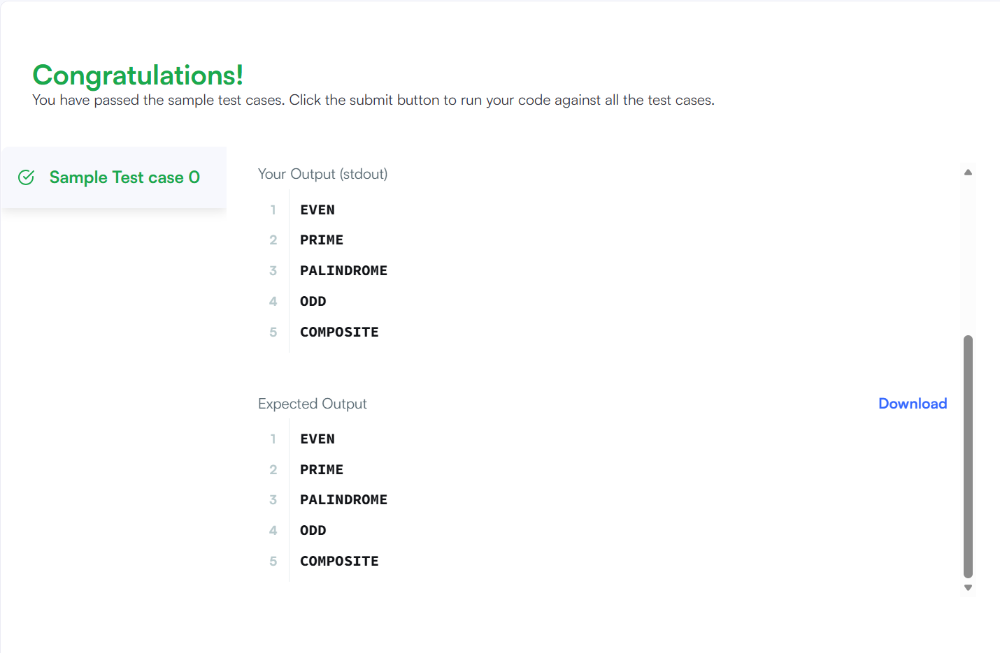 Congratulations!
You have passed the sample test cases. Click the submit button to run your code against all the test cases.
Sample Test case 0
Your Output (stdout)
1 EVEN
2 PRIME
3 PALINDROME
4 ODD
5 COMPOSITE
Expected Output
Download
1 EVEN
2 PRIME
3 PALINDROME
4 ODD
5 COMPOSITE